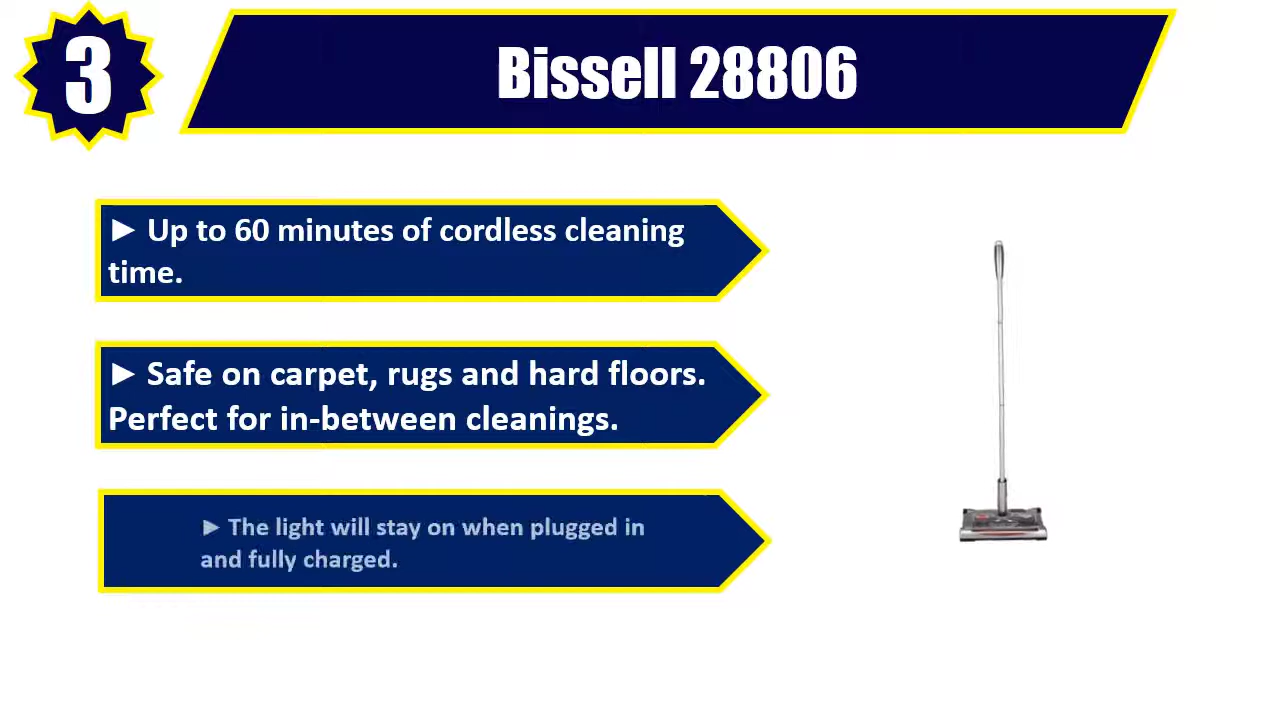 3
Bissell 28806
► Up to 60 minutes of cordless cleaning
time.
► Safe on carpet, rugs and hard floors.
Perfect for in-between cleanings.
► The light will stay on when plugged in
and fully charged.